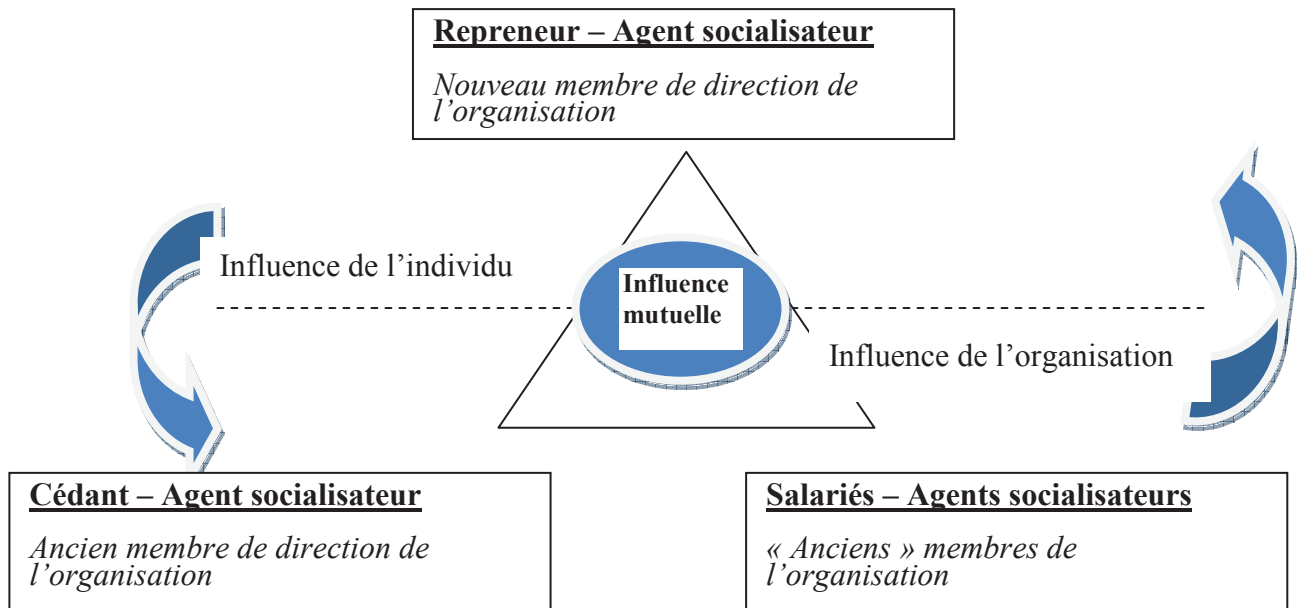 Repreneur – Agent socialisateur
Nouveau membre de direction de
l’organisation
Influence de l’individu
Influence
mutuelle
Influence de l’organisation
Cédant – Agent socialisateur
Ancien membre de direction de
l’organisation
Salariés – Agents socialisateurs
« Anciens » membres de
l’organisation